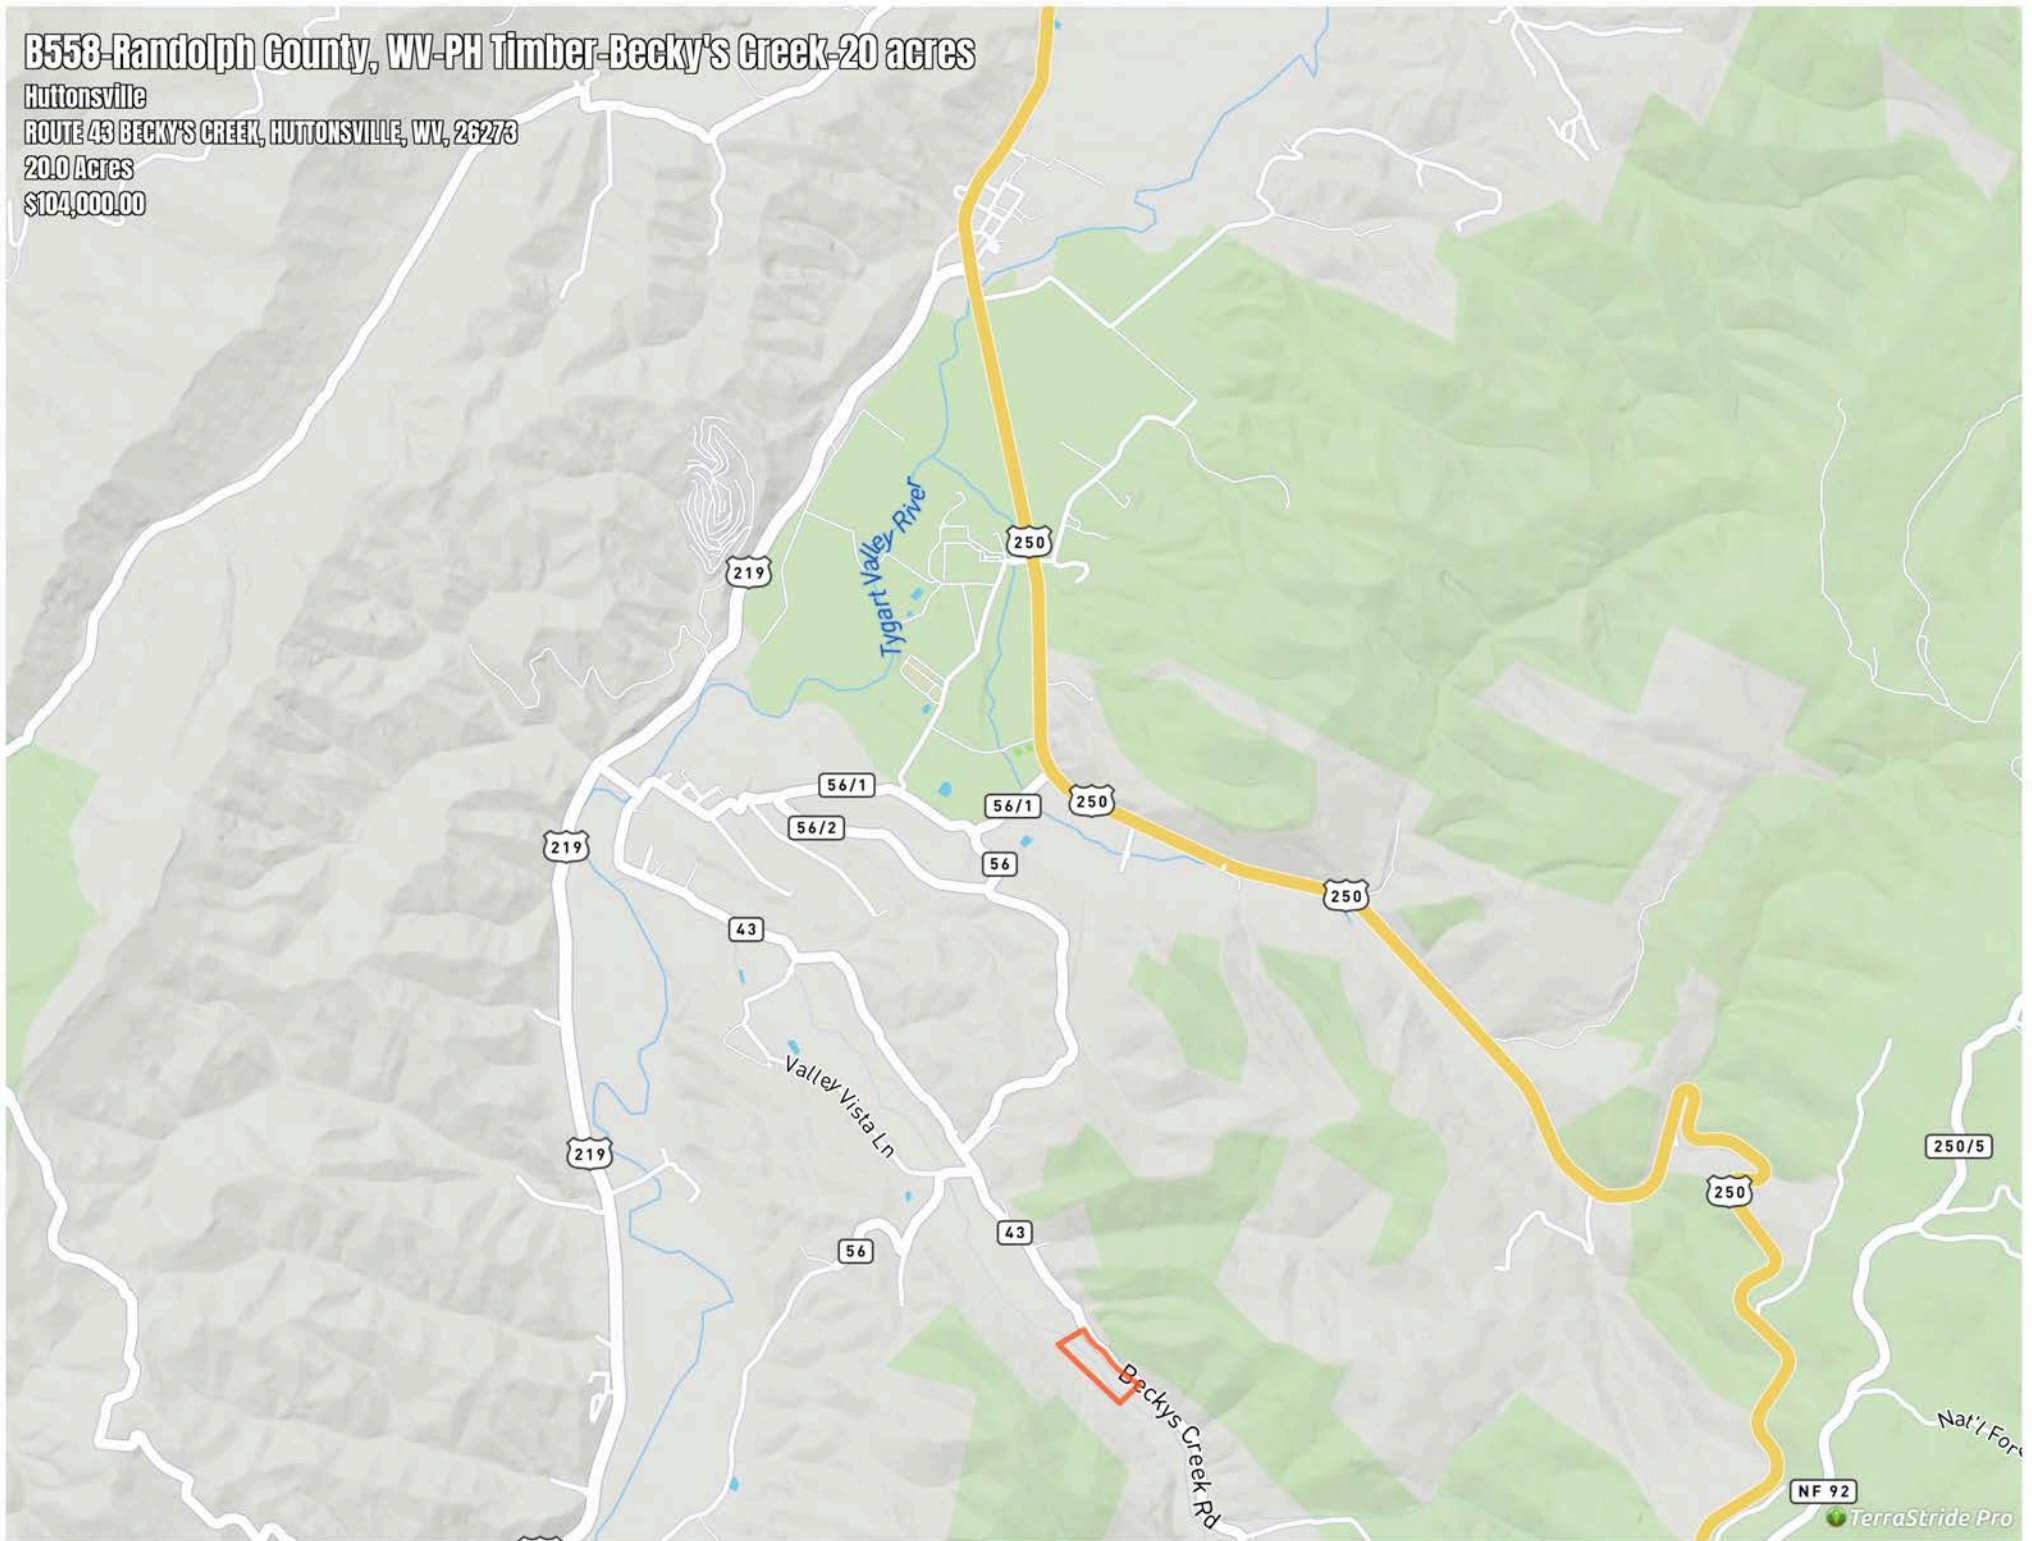 B558-Randolph County, WV-PH Timber-Becky's Creek-20 acres
Huttonsville
ROUTE 43 BECKY'S CREEK, HUTTONSVILLE, WV, 26273
20.0 Acres
$104,000.00
Tygart Valley River
250
219
56/1
56/1
250
56/2
219
56
250
43
Valley Vista Ln
250/5
219
250
43
56
Beckys Creek Rd
Nat'l Fors
NF 92
TerraStride Pro